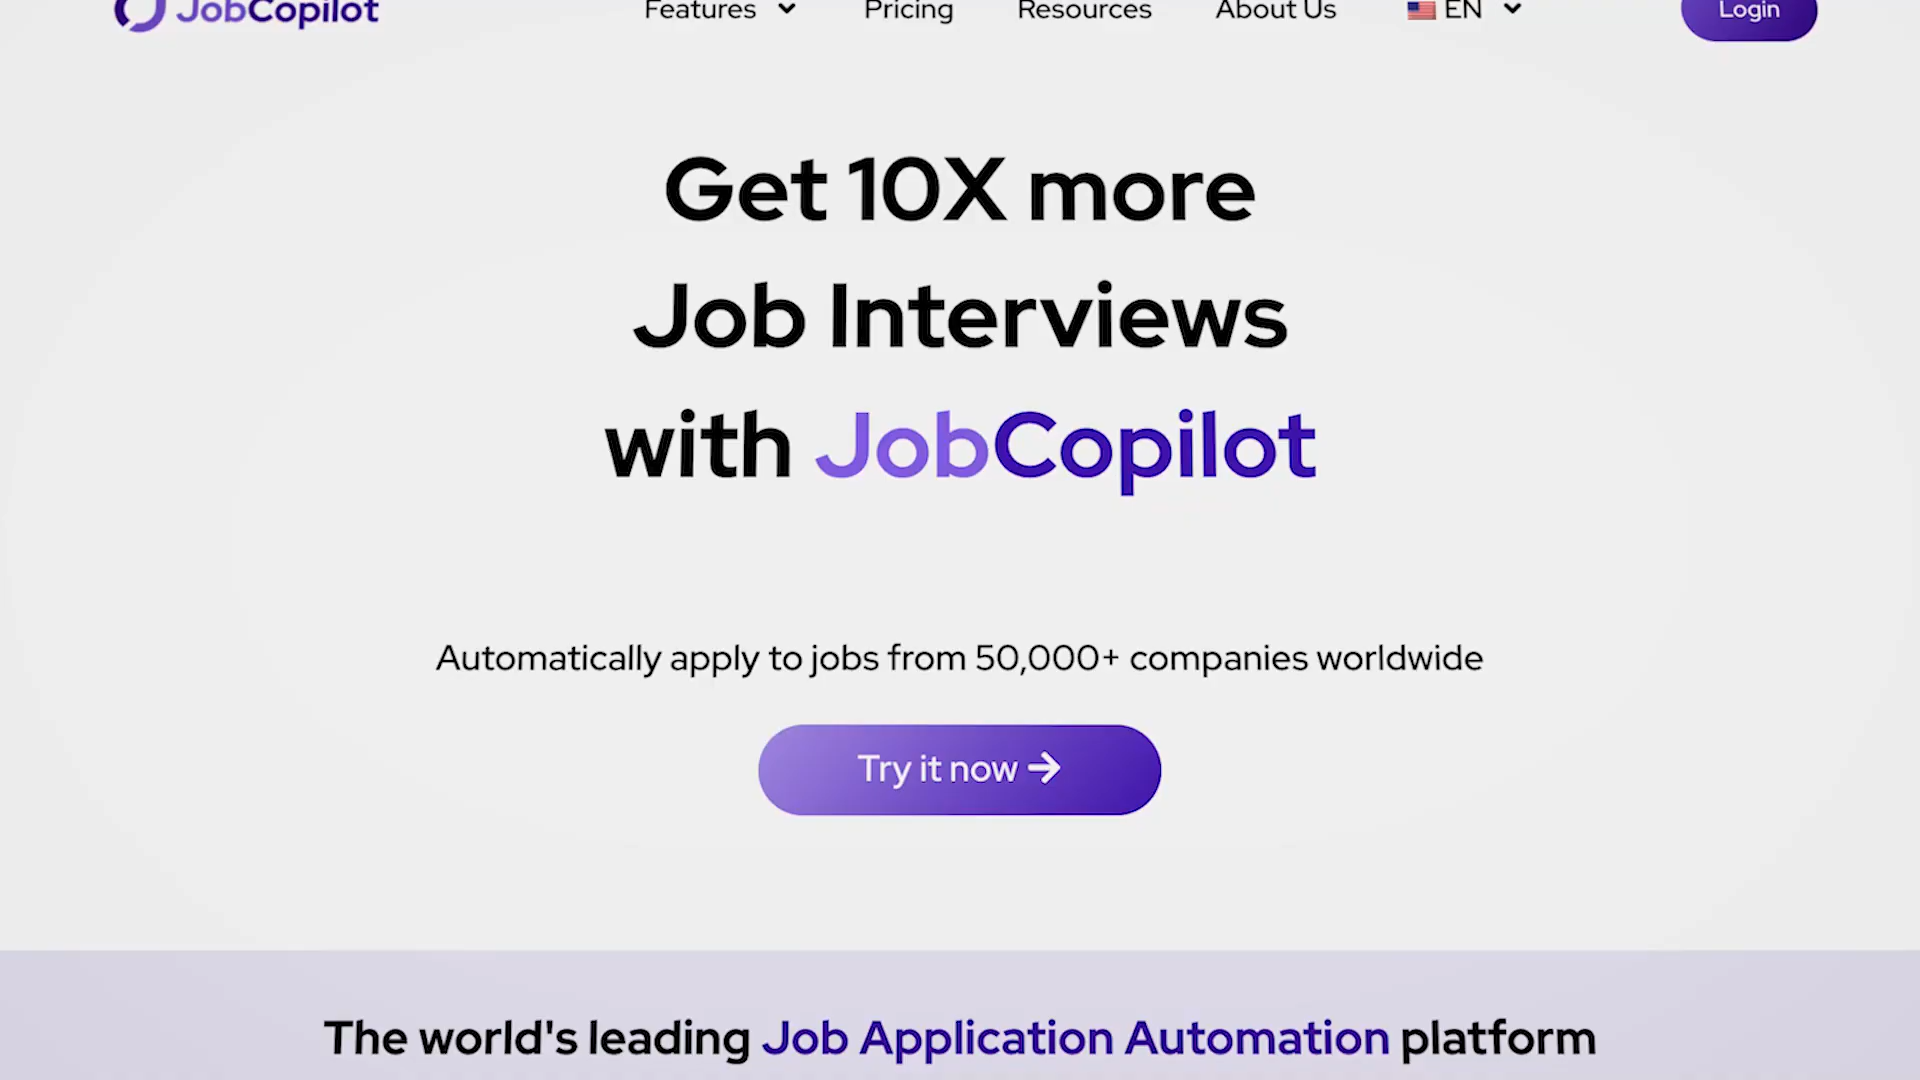 JobCopilot
Features
Pricing
Resources
About Us
EN
Login
Get 10X more
Job Interviews
with JobCopilot
Automatically apply to jobs from 50,000+ companies worldwide
Try it now →
The world's leading Job Application Automation platform